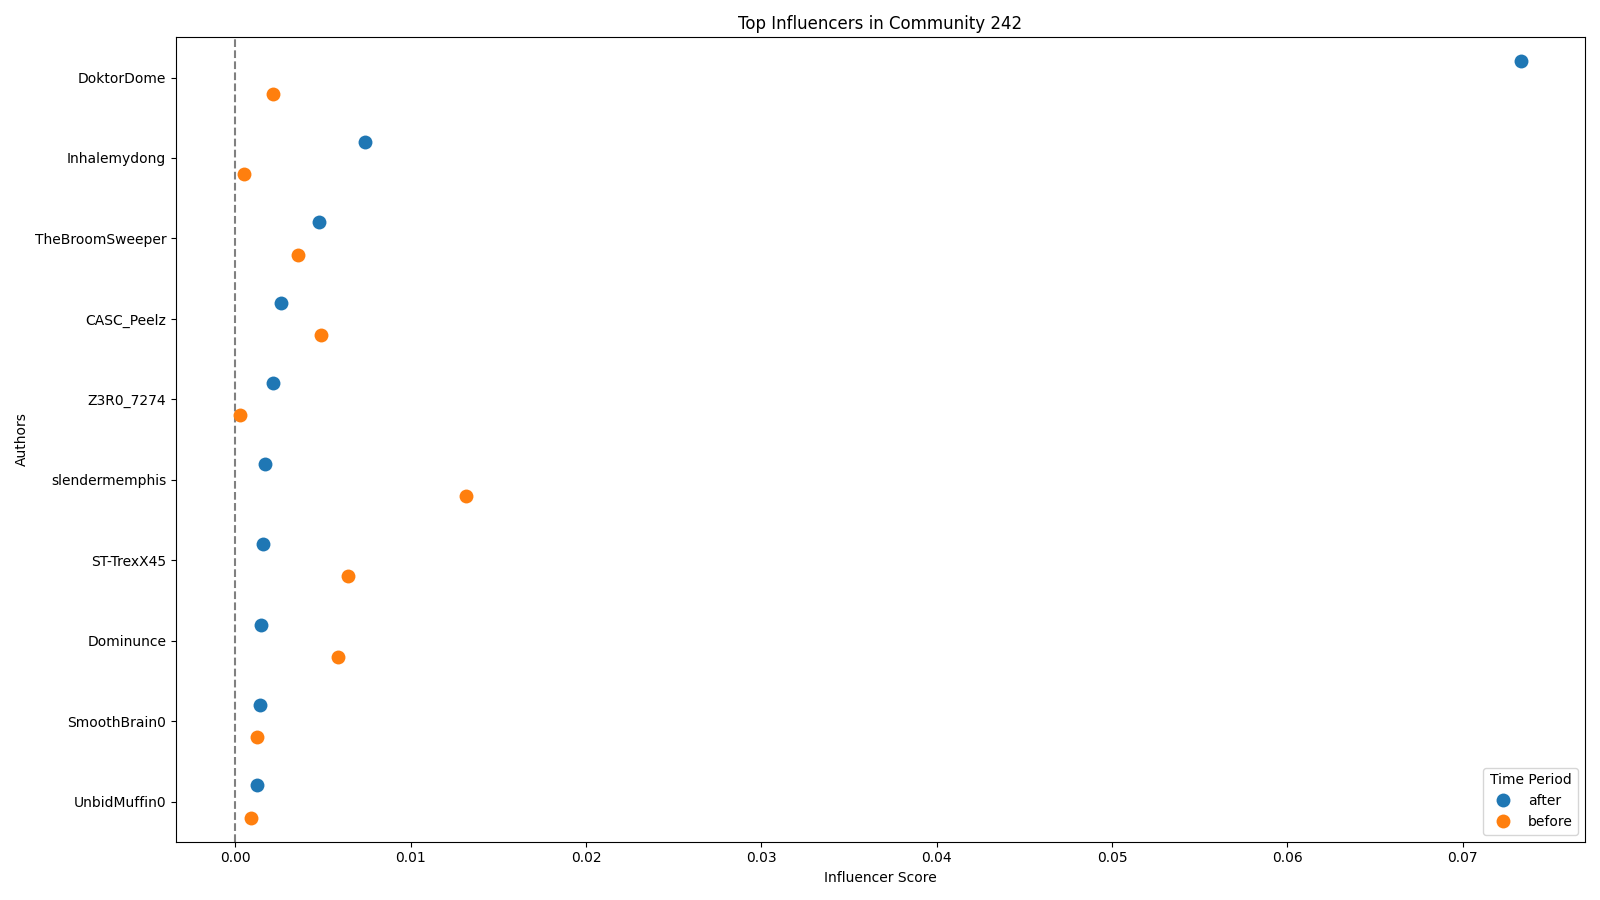 Top Influencers in Community 242
DoktorDome
Inhalemydong
TheBroomSweeper
CASC_Peelz
Z3R0_7274
slendermemphis
ST-TrexX45
Dominunce
SmoothBrain0
UnbidMuffin0
Authors
Time Period
after
before
0.00 0.01 0.02 0.03 0.04 0.05 0.06 0.07
Influencer Score